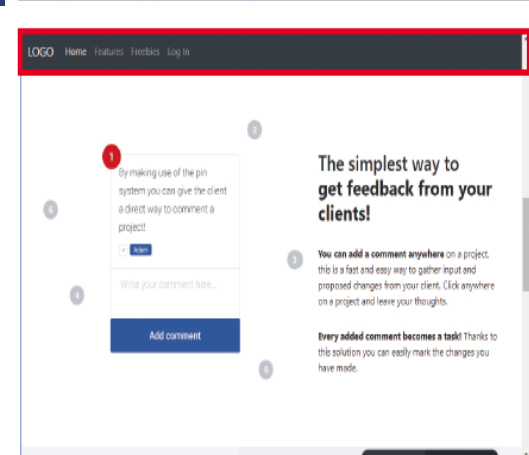 LOGO Home Features Freebies Log In
2
1
By making use of the pin
system you can give the client
a direct way to comment a
project!
Adam
Write your comment here...
Add comment
4
3
The simplest way to
get feedback from your
clients!
You can add a comment anywhere on a project,
this is a fast and easy way to gather input and
proposed changes from your client. Click anywhere
on a project and leave your thoughts.
Every added comment becomes a task! Thanks to
this solution you can easily mark the changes you
have made.